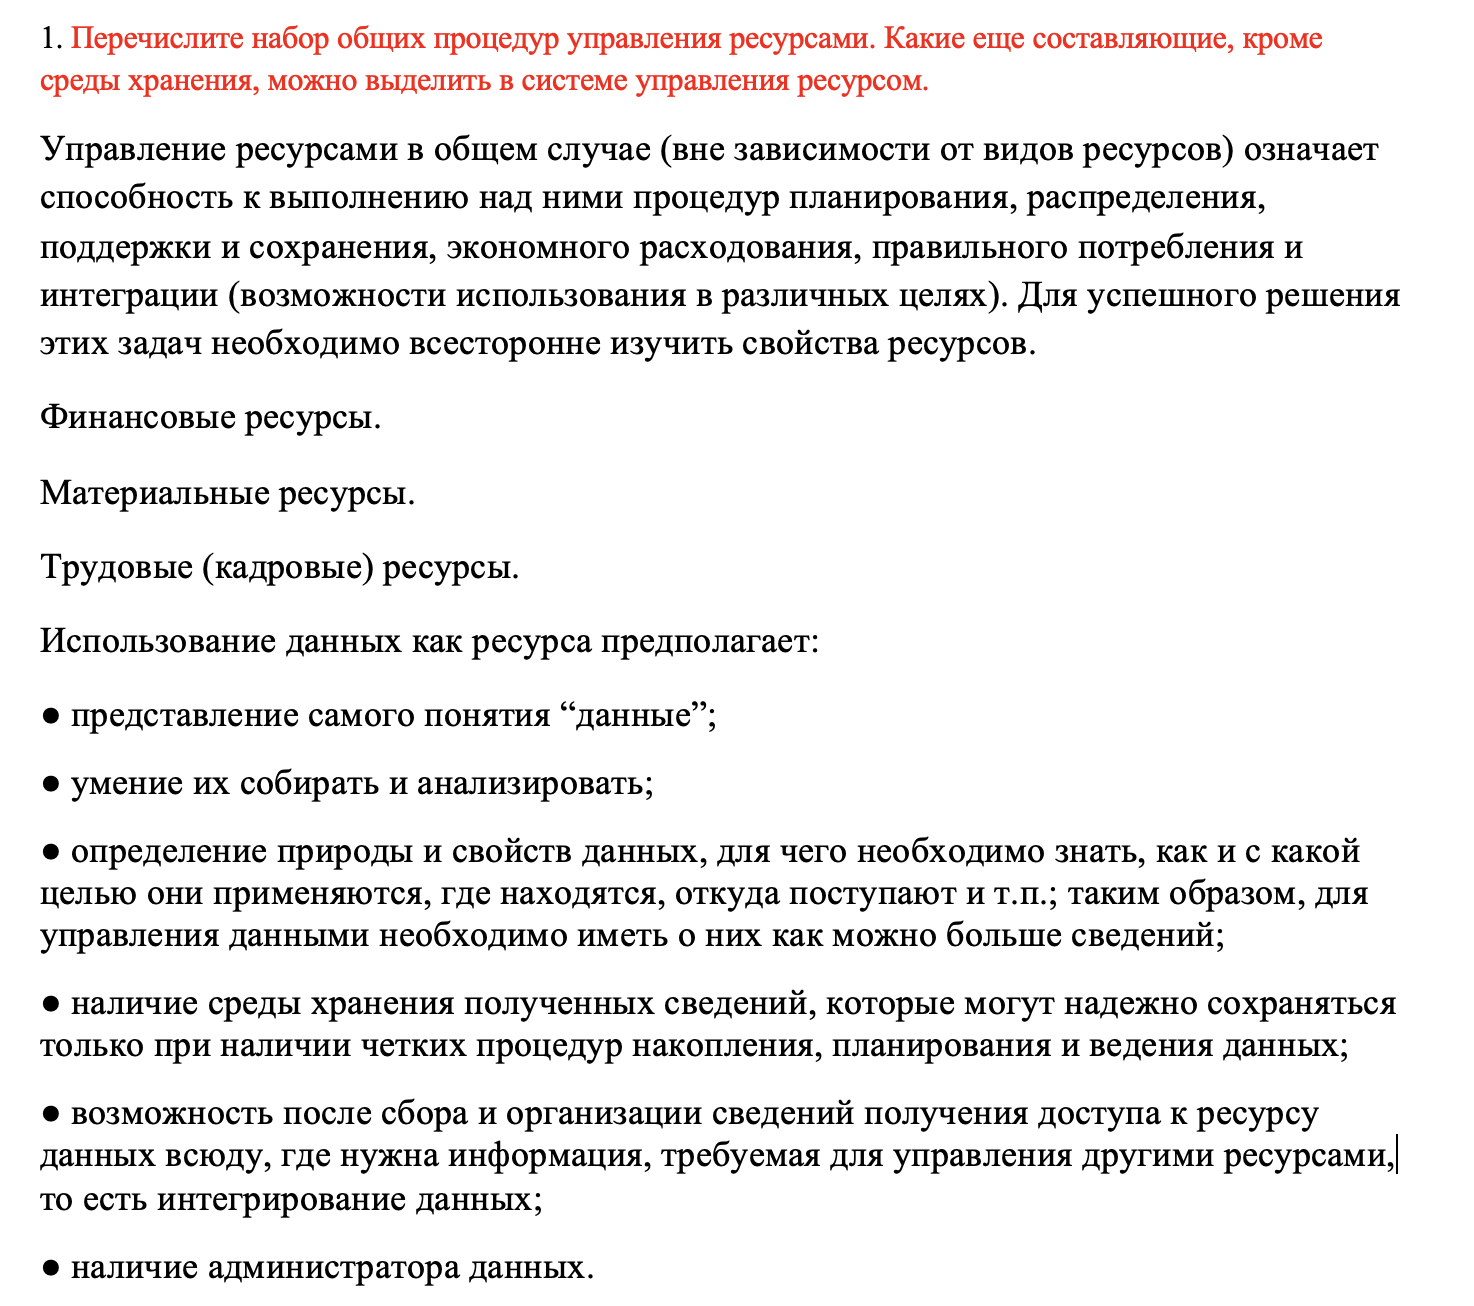 1. Перечислите набор общих процедур управления ресурсами. Какие еще составляющие, кроме
среды хранения, можно выделить в системе управления ресурсом.
Управление ресурсами в общем случае (вне зависимости от видов ресурсов) означает
способность к выполнению над ними процедур планирования, распределения,
поддержки и сохранения, экономного расходования, правильного потребления и
интеграции (возможности использования в различных целях). Для успешного решения
этих задач необходимо всесторонне изучить свойства ресурсов.
Финансовые ресурсы.
Материальные ресурсы.
Трудовые (кадровые) ресурсы.
Использование данных как ресурса предполагает:
● представление самого понятия “данные”;
● умение их собирать и анализировать;
● определение природы и свойств данных, для чего необходимо знать, как и с какой
целью они применяются, где находятся, откуда поступают и т.п.; таким образом, для
управления данными необходимо иметь о них как можно больше сведений;
● наличие среды хранения полученных сведений, которые могут надежно сохраняться
только при наличии четких процедур накопления, планирования и ведения данных;
● возможность после сбора и организации сведений получения доступа к ресурсу
данных всюду, где нужна информация, требуемая для управления другими ресурсами,
то есть интегрирование данных;
● наличие администратора данных.